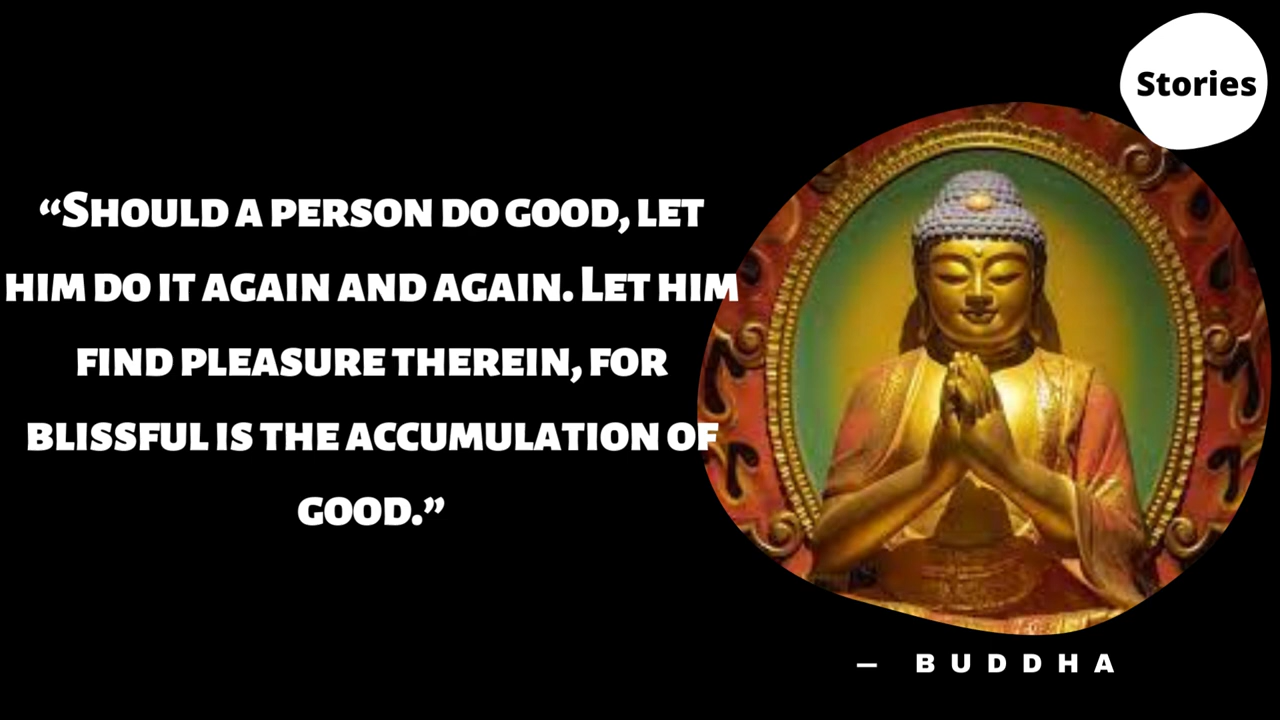 Stories
“Should a person do good, let
him do it again and again. Let him
find pleasure therein, for
blissful is the accumulation of
good.”
– BUDDHA